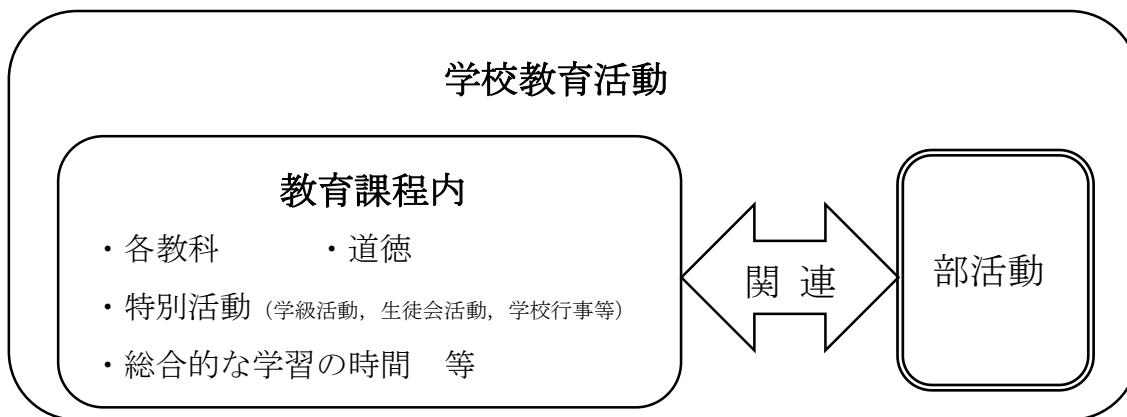 学校教育活動
教育課程内
・各教科　　　・道徳
・特別活動（学級活動，生徒会活動，学校行事等）
・総合的な学習の時間　等
関 連
部活動